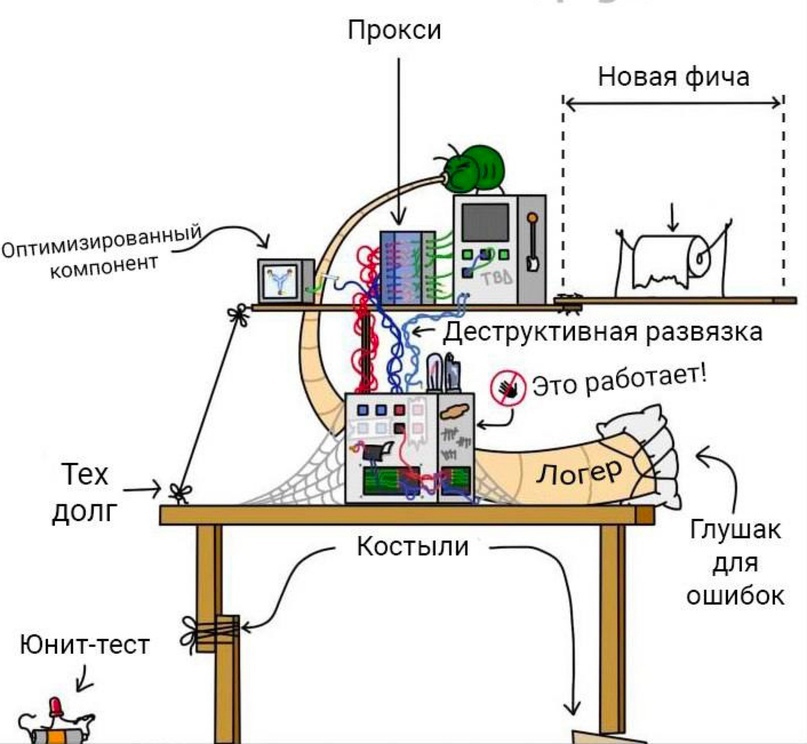 Прокси
Новая фича
Оптимизированный
компонент
ТВД
Деструктивная развязка
Это работает!
Логер
Тех
долг
Глушак
для
ошибок
Костыли
Юнит-тест